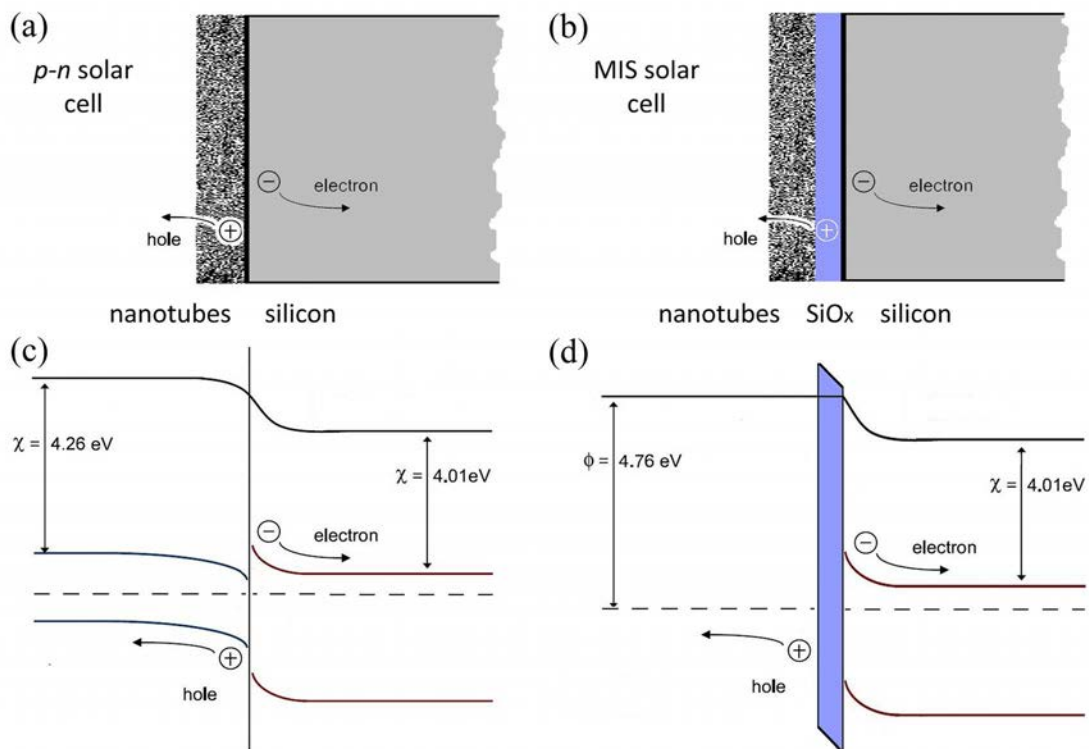 (a)
p-n solar
cell
electron
hole
nanotubes silicon
(b)
MIS solar
cell
electron
hole
nanotubes SiOx silicon
(c)
χ = 4.26 eV
χ = 4.01eV
electron
hole
(d)
ϕ = 4.76 eV
χ = 4.01eV
electron
hole